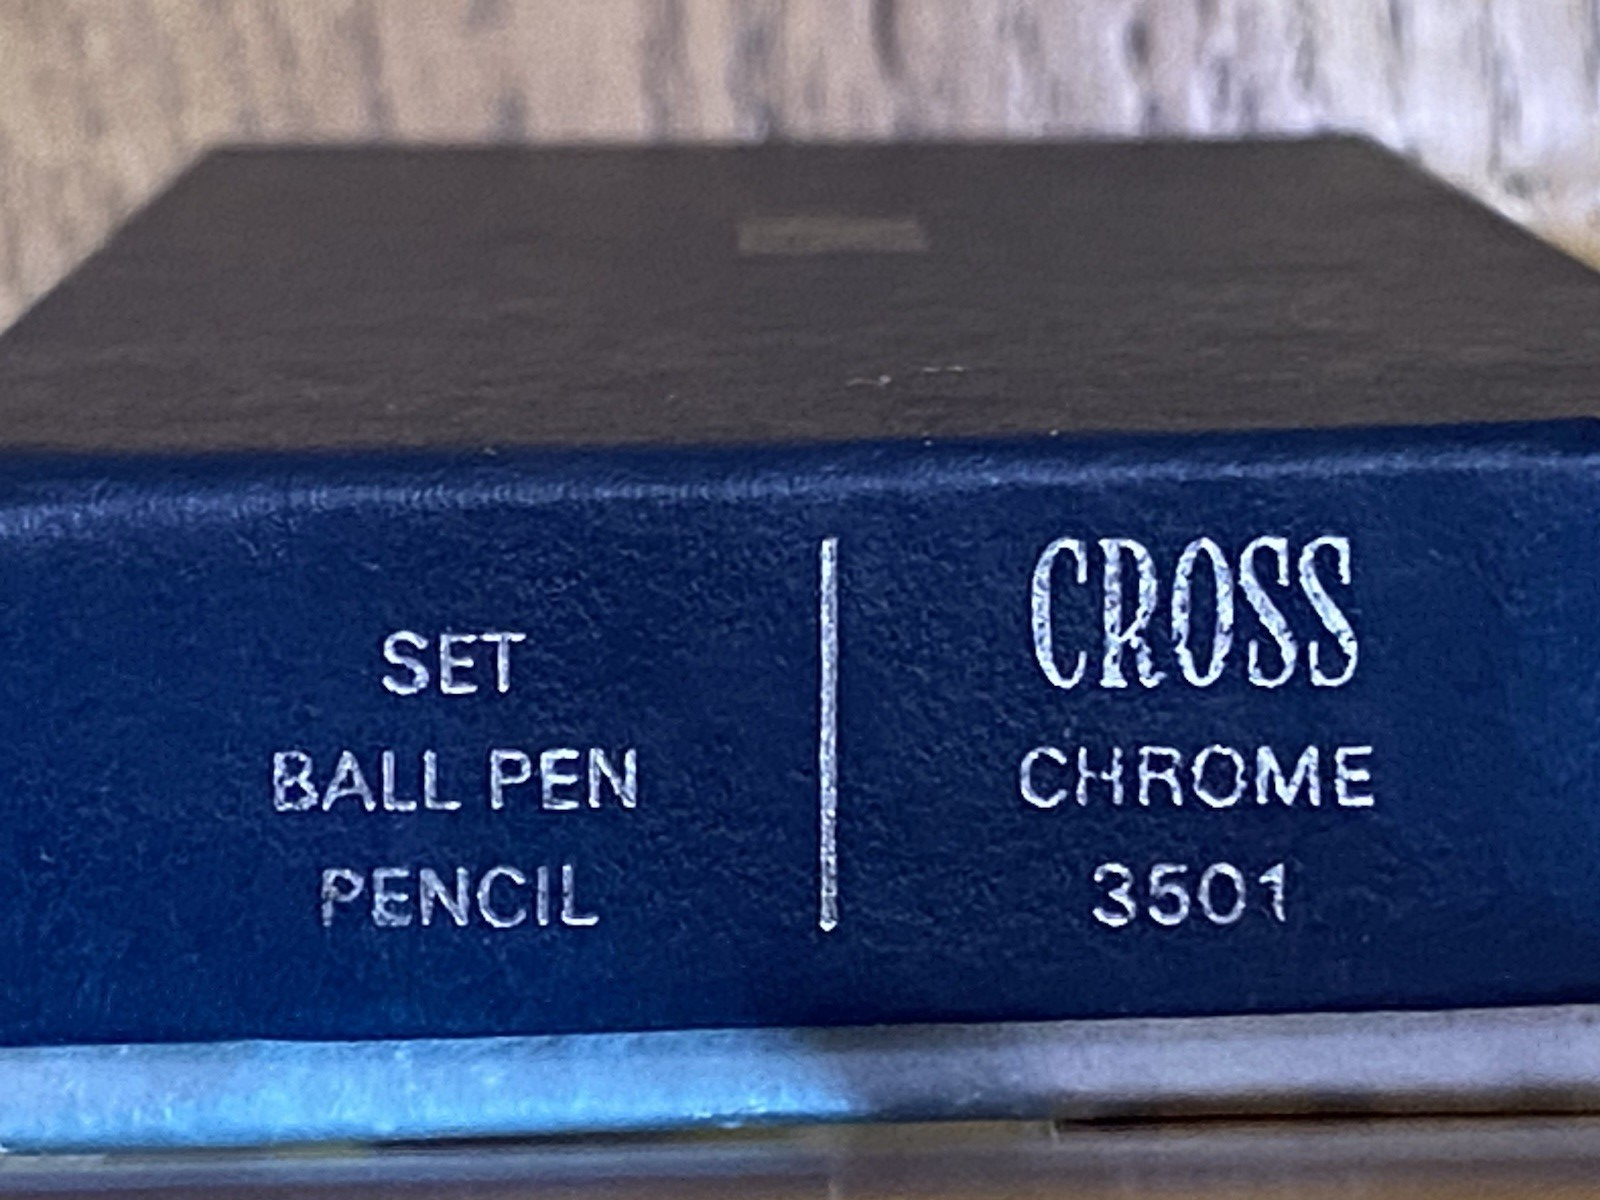 SET
BALL PEN
PENCIL
CROSS
CHROME
3501